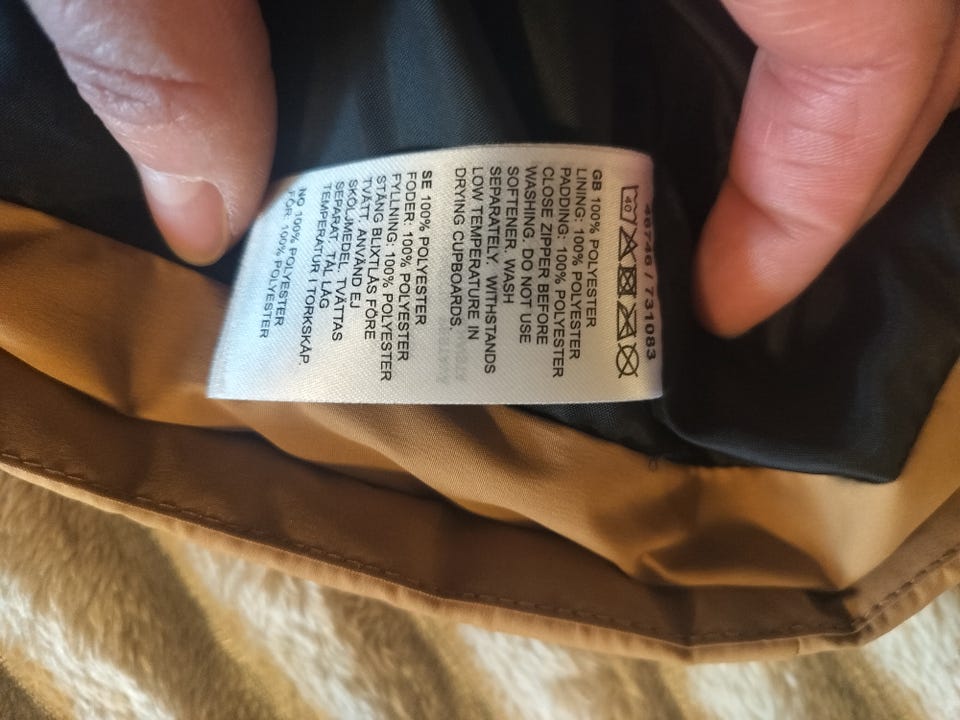 48746 / 731083
40
GB 100% POLYESTER
LINING: 100% POLYESTER
PADDING: 100% POLYESTER
CLOSE ZIPPER BEFORE
WASHING. DO NOT USE
SOFTENER. WASH
SEPARATELY. WITHSTANDS
LOW TEMPERATURE IN
DRYING CUPBOARDS.
SE 100% POLYESTER
FODER: 100% POLYESTER
FYLLNING: 100% POLYESTER
STÄNG BLIXTLÅS FÖRE
TVÄTT. ANVÄND EJ
SKÖLJMEDEL. TVÄTTAS
SEPARAT. TÅL LÅG
TEMPERATUR I TORKSKÅP.
NO 100% POLYESTER
FÔR: 100% POLYESTER